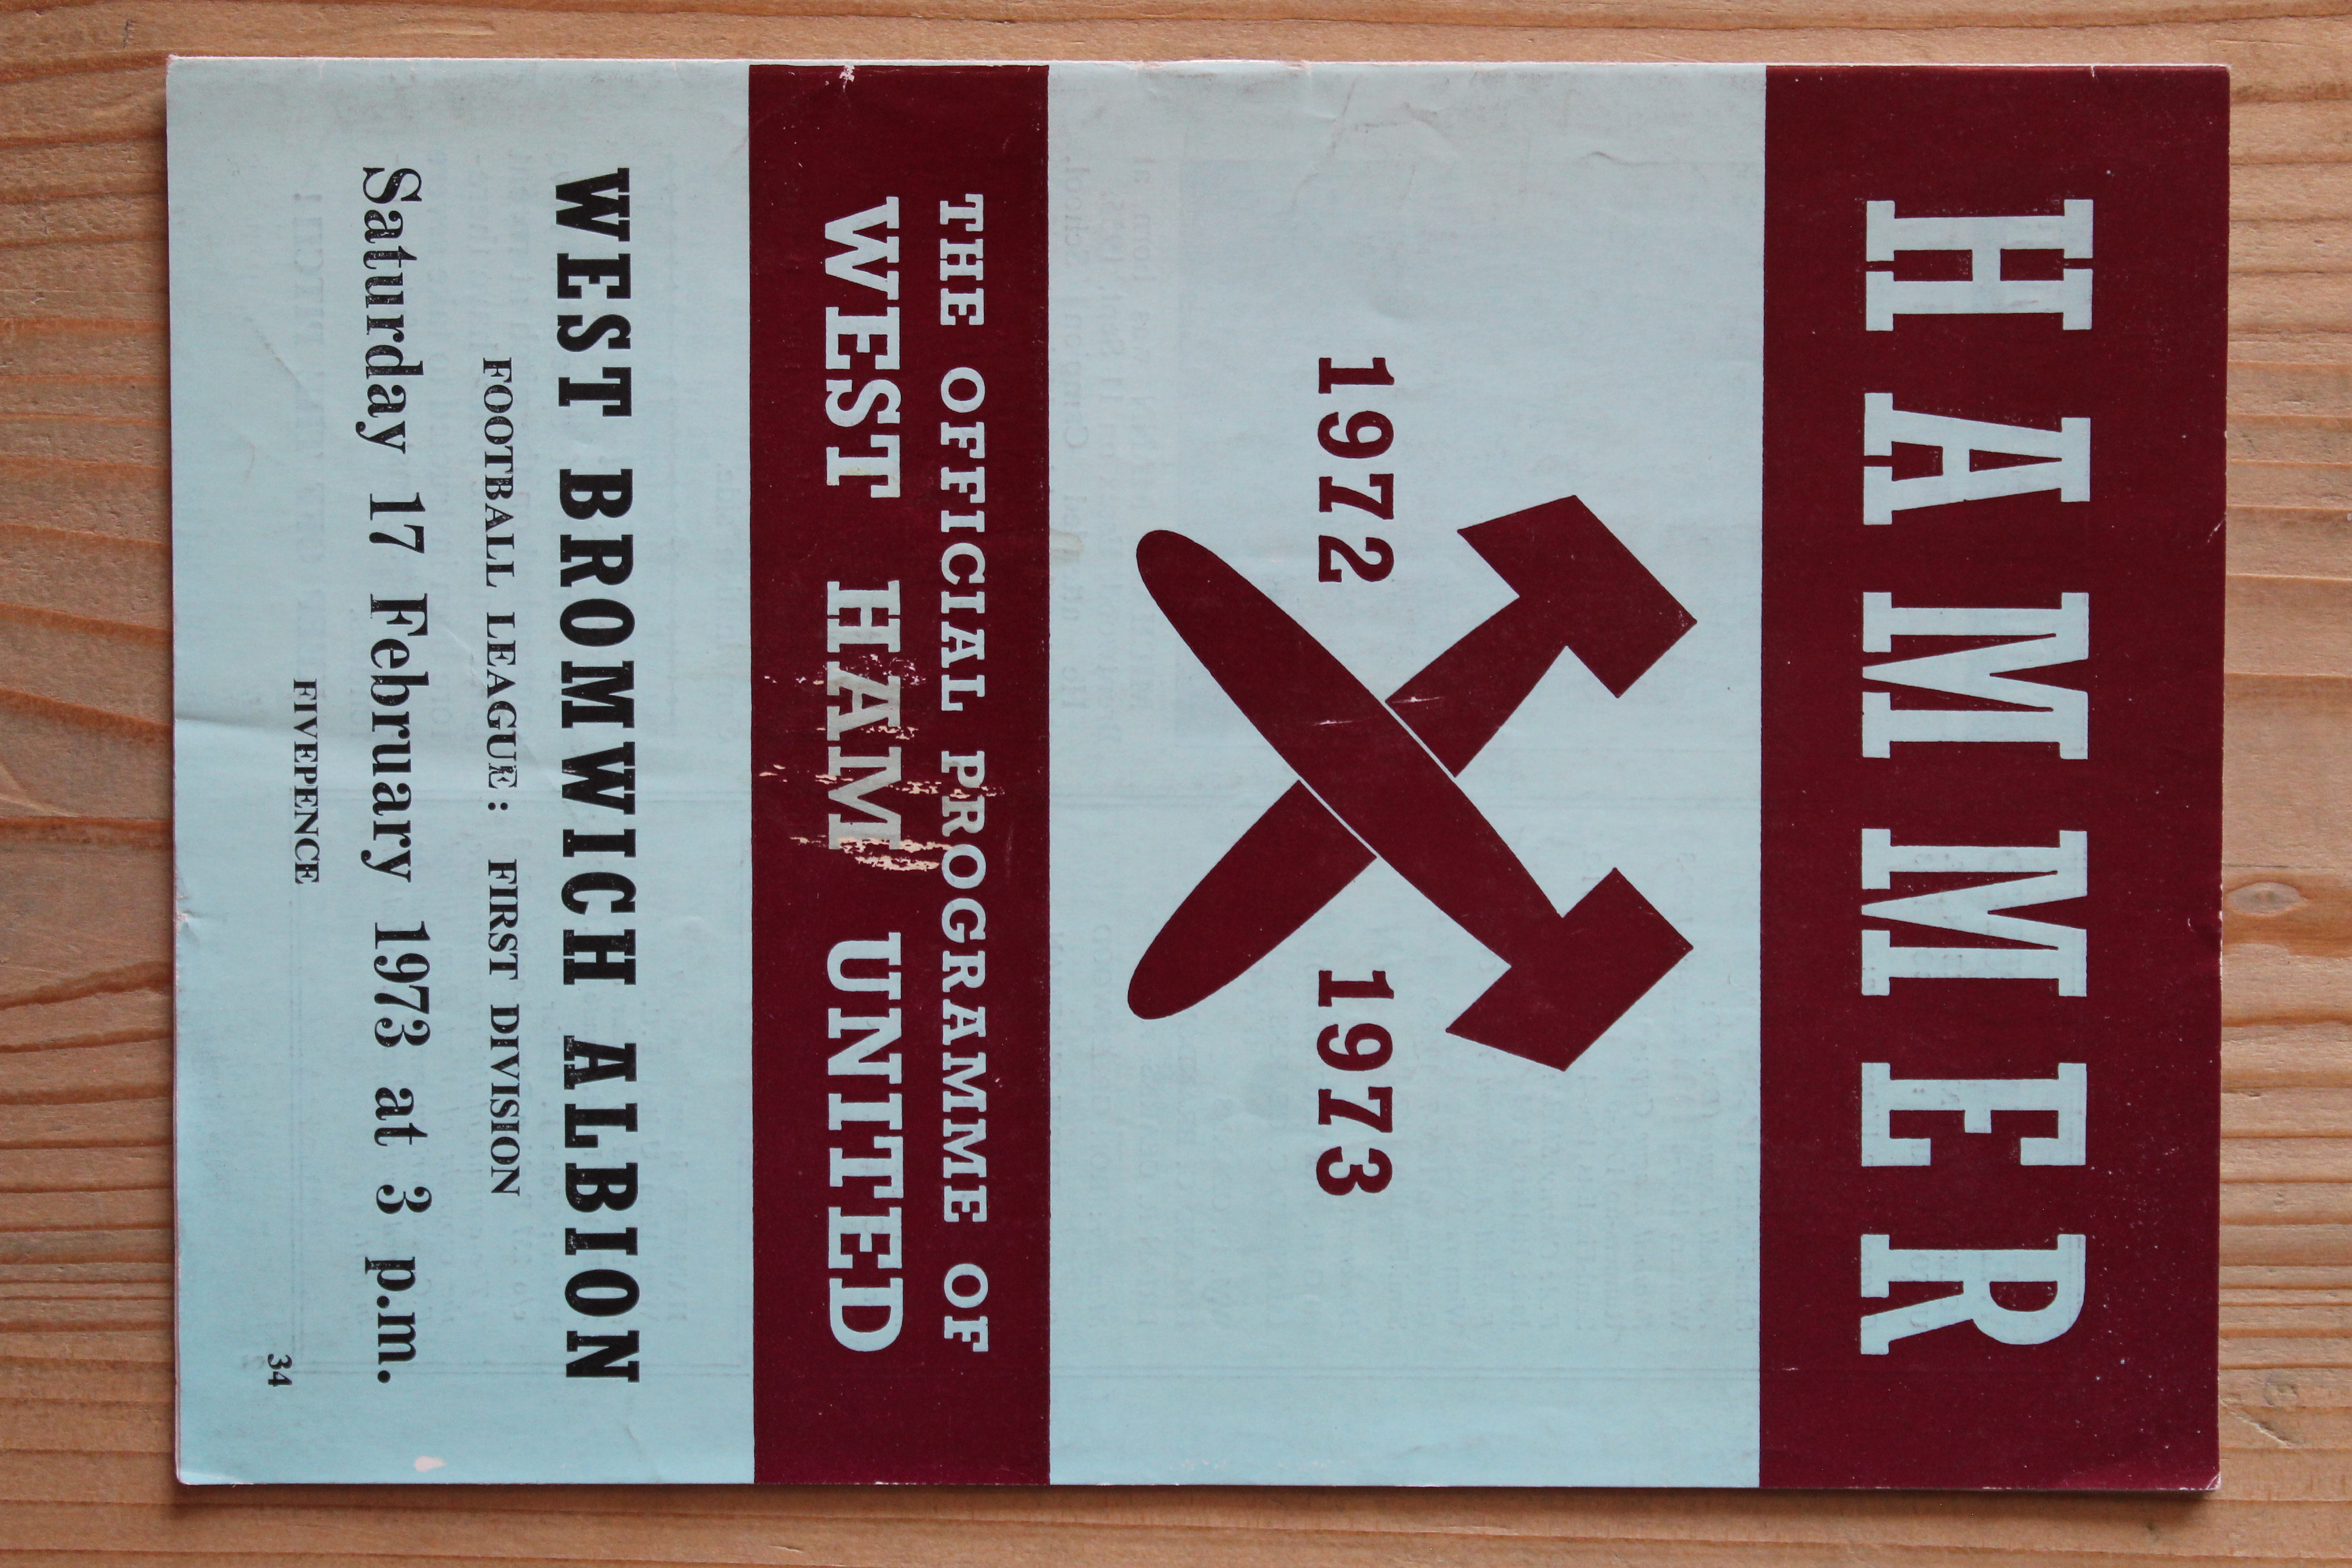 HAMMER
1972 1973
THE OFFICIAL PROGRAMME OF
WEST HAM UNITED
WEST BROMWICH ALBION
FOOTBALL LEAGUE: FIRST DIVISION
Saturday 17 February 1973 at 3 p.m.
FIVEPENCE
34